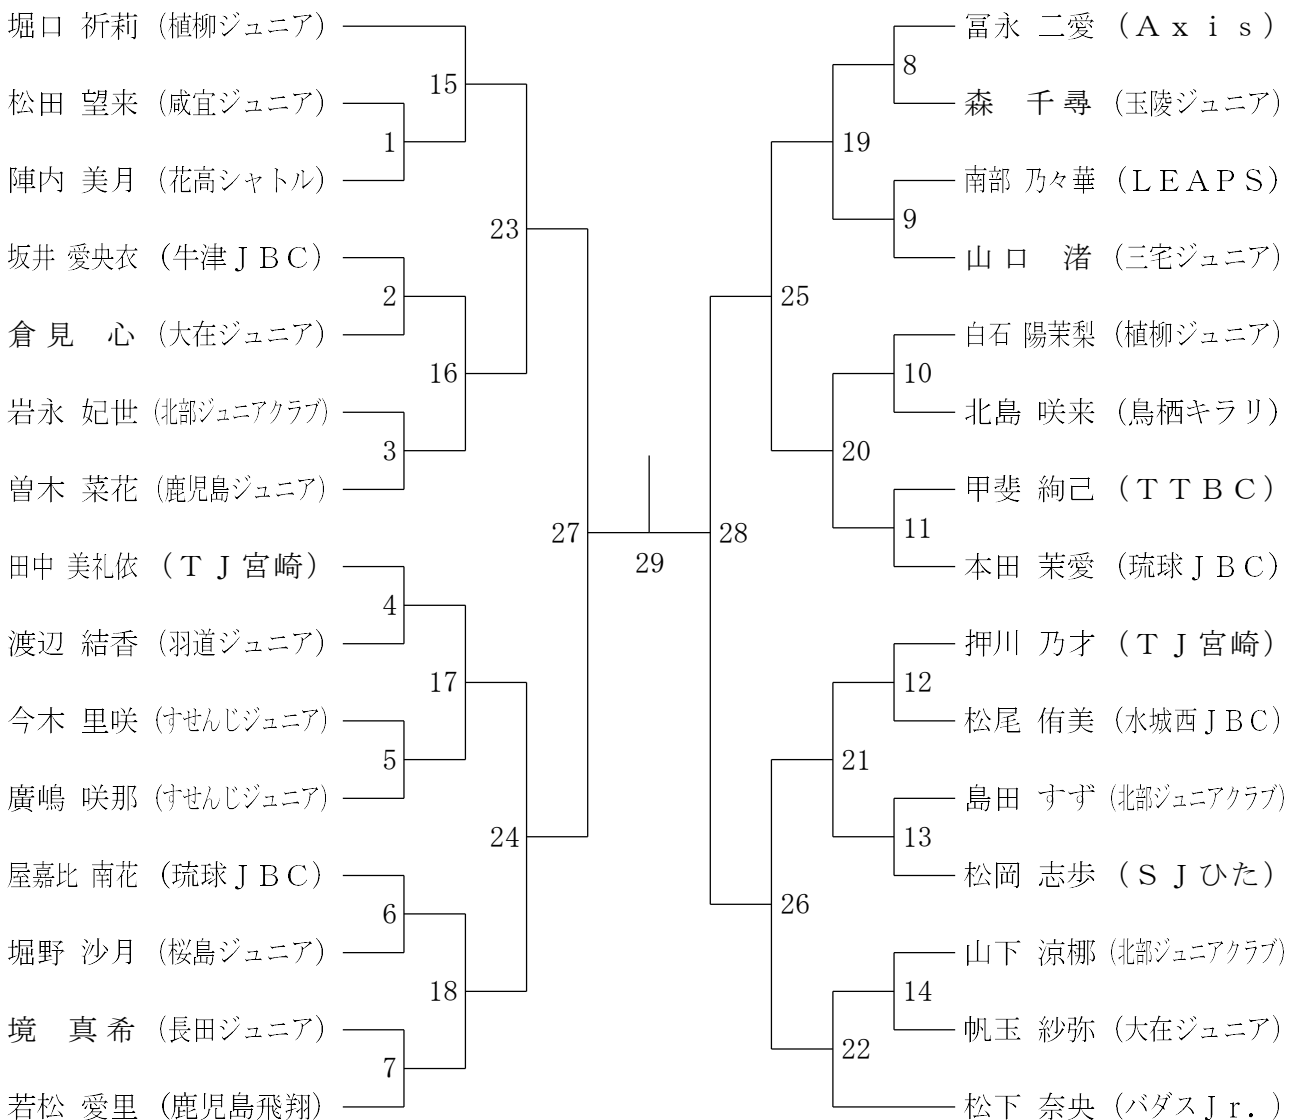 堀口 祈莉 (植柳ジュニア)
15
松田 望来 (咸宜ジュニア)
1
陣内 美月 (花高シャトル)
23
坂井 愛央衣 (牛津ＪＢＣ)
2
倉見 心 (大在ジュニア)
16
岩永 妃世 (北部ジュニアクラブ)
3
曽木 菜花 (鹿児島ジュニア)
27
田中 美礼依 (ＴＪ宮崎)
4
渡辺 結香 (羽道ジュニア)
17
今木 里咲 (すせんじジュニア)
5
廣嶋 咲那 (すせんじジュニア)
24
屋嘉比 南花 (琉球ＪＢＣ)
6
堀野 沙月 (桜島ジュニア)
18
境 真希 (長田ジュニア)
7
若松 愛里 (鹿児島飛翔)
29
冨永 二愛 (Ａｘｉｓ)
8
森 千尋 (玉陵ジュニア)
19
南部 乃々華 (ＬＥＡＰＳ)
9
山口 渚 (三宅ジュニア)
25
白石 陽茉梨 (植柳ジュニア)
10
北島 咲来 (鳥栖キラリ)
20
甲斐 絢己 (ＴＴＢＣ)
11
28
本田 茉愛 (琉球ＪＢＣ)
押川 乃才 (ＴＪ宮崎)
12
松尾 侑美 (水城西ＪＢＣ)
21
島田 すず (北部ジュニアクラブ)
13
松岡 志歩 (ＳＪひた)
26
山下 涼梛 (北部ジュニアクラブ)
14
帆玉 紗弥 (大在ジュニア)
22
松下 奈央 (バダスＪｒ．)